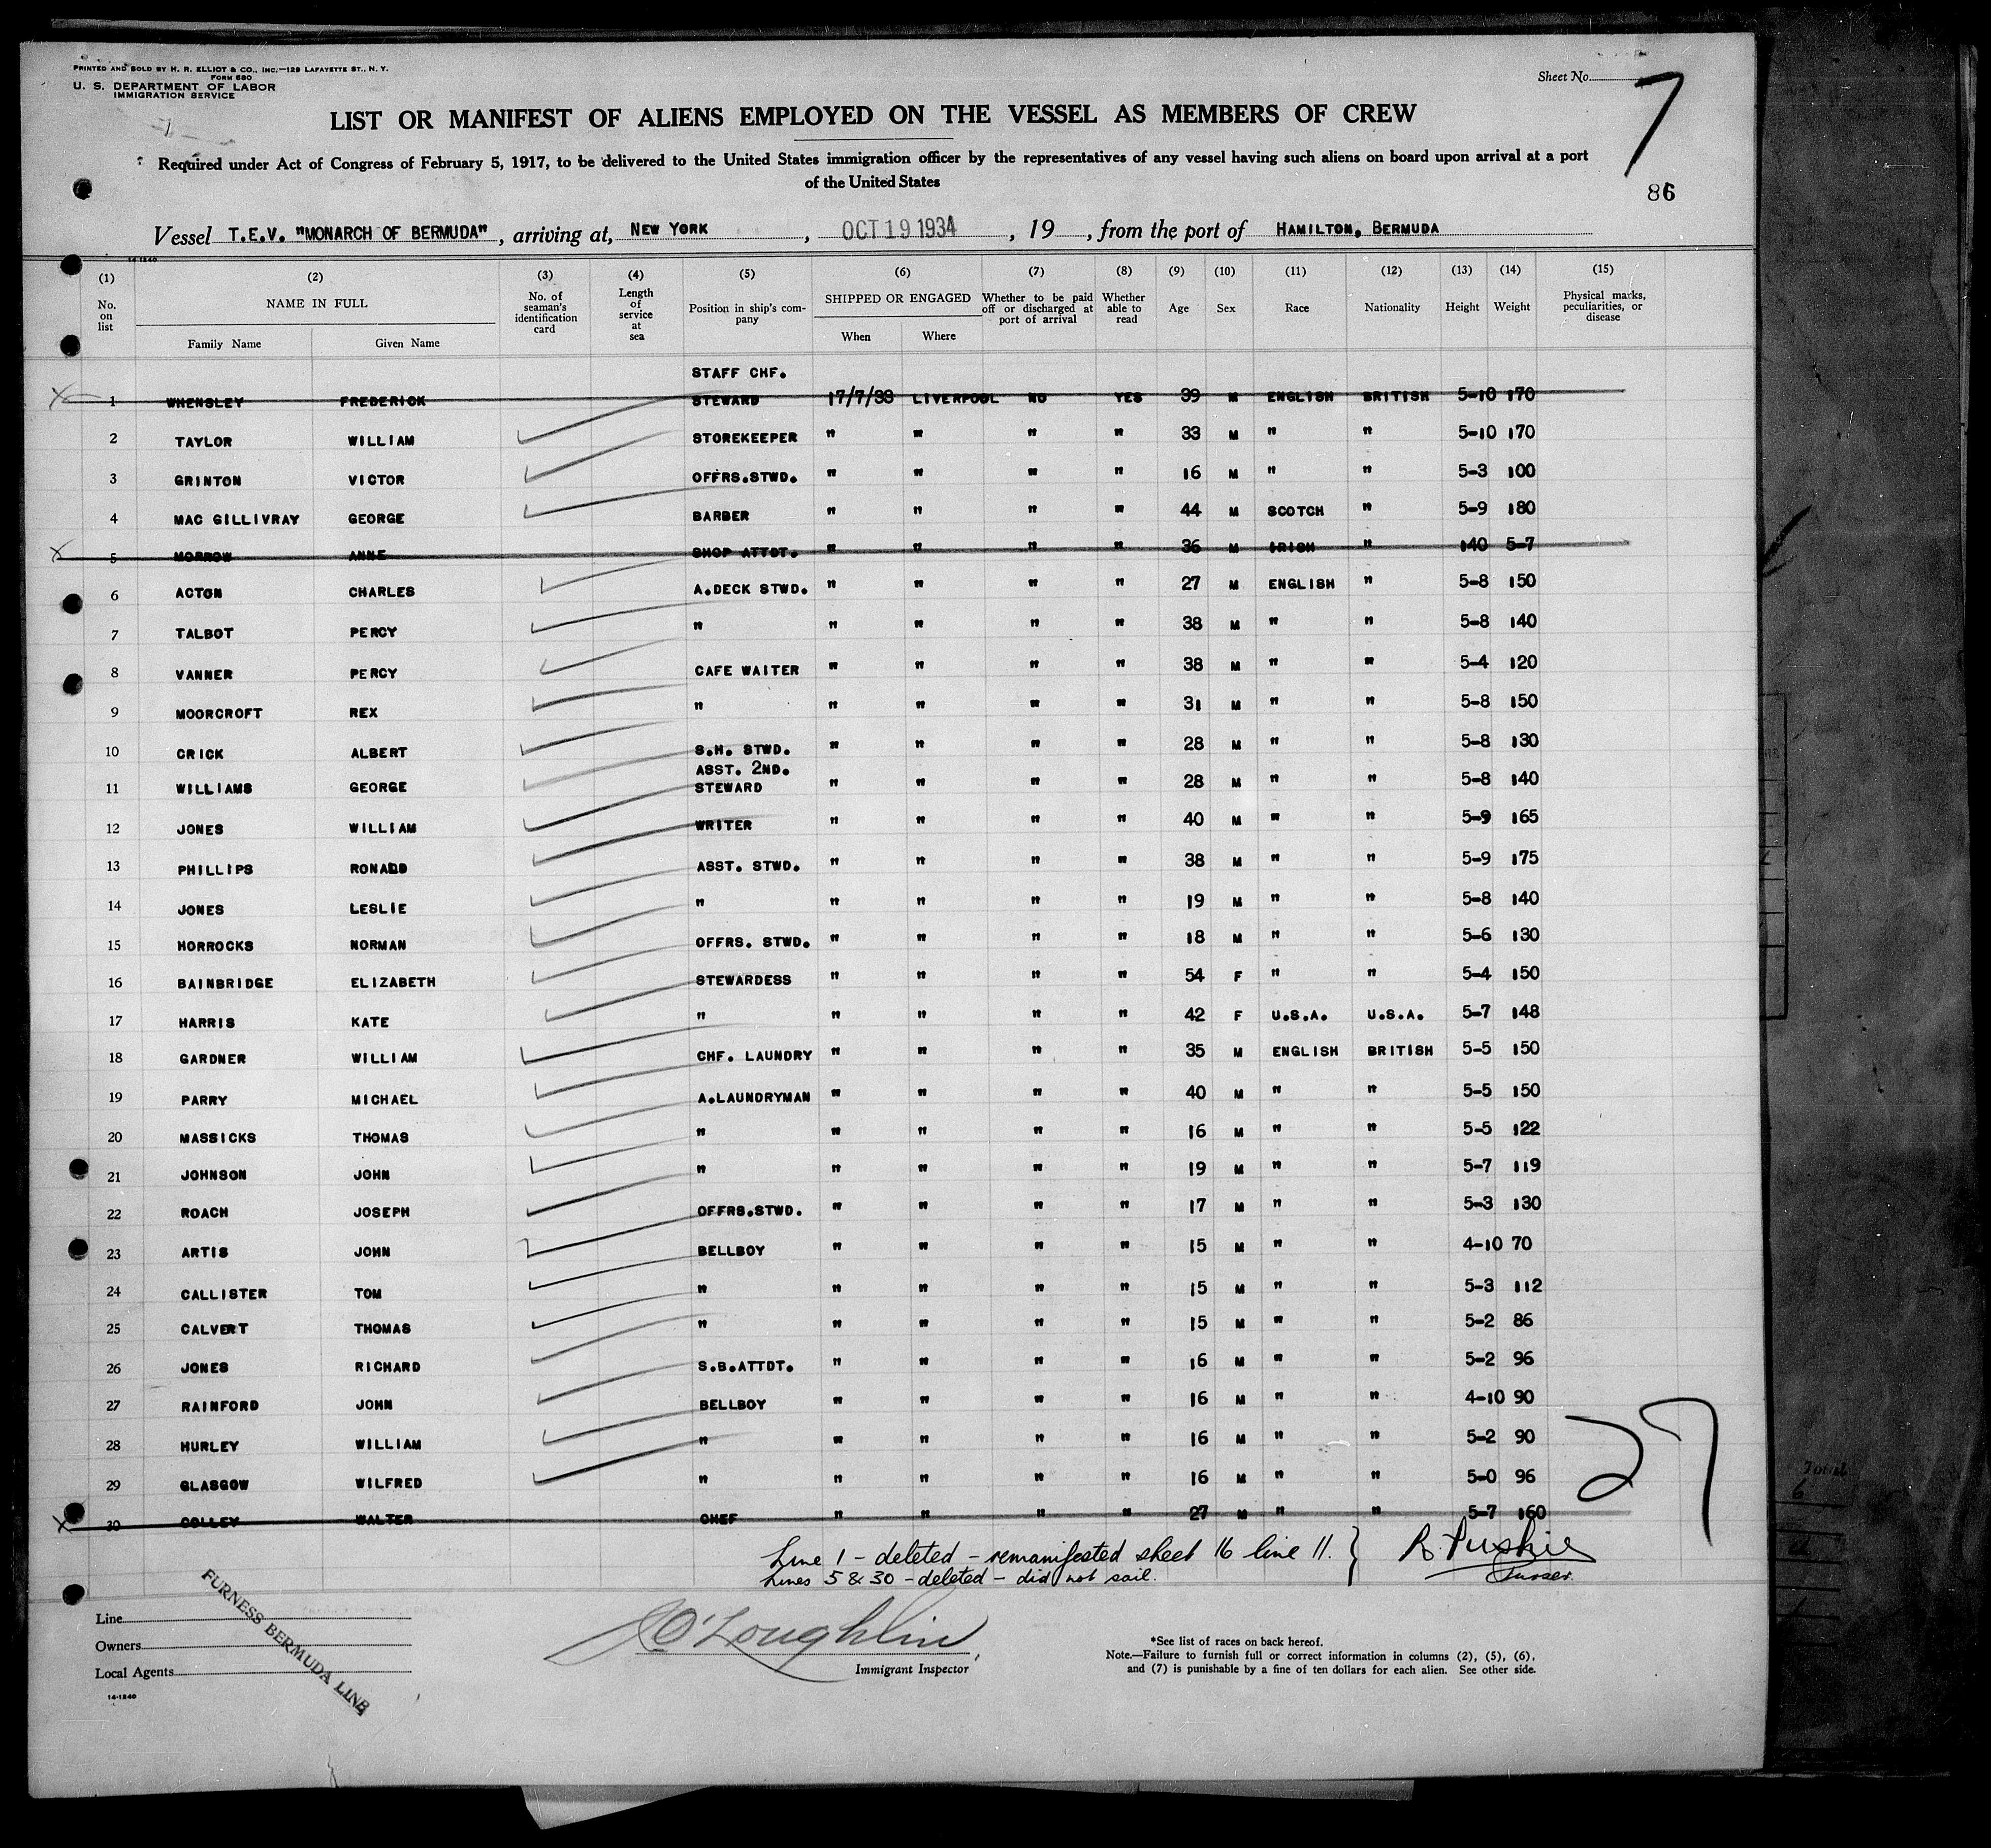 PRINTED AND SOLD BY H. R. ELLIOT & CO., INC.—129 LAFAYETTE ST., N. Y.
FORM 680
U. S. DEPARTMENT OF LABOR
IMMIGRATION SERVICE
Sheet No. 7
LIST OR MANIFEST OF ALIENS EMPLOYED ON THE VESSEL AS MEMBERS OF CREW
Required under Act of Congress of February 5, 1917, to be delivered to the United States immigration officer by the representatives of any vessel having such aliens on board upon arrival at a port
of the United States
86
Vessel T.E.V. "MONARCH OF BERMUDA", arriving at, NEW YORK, OCT 19 1934, 19 , from the port of HAMILTON, BERMUDA
14-1240
(1) (2) (3) (4) (5) (6) (7) (8) (9) (10) (11) (12) (13) (14) (15)
No. on list NAME IN FULL Family Name Given Name No. of seaman's identification card Length of service at sea Position in ship's company SHIPPED OR ENGAGED When Where Whether to be paid off or discharged at port of arrival Whether able to read Age Sex Race Nationality Height Weight Physical marks, peculiarities, or disease
STAFF CHF.
1 WHENSLEY FREDERICK STEWARD 17/7/33 LIVERPOOL NO YES 39 M ENGLISH BRITISH 5-10 170
2 TAYLOR WILLIAM STOREKEEPER " " " " 33 M " " 5-10 170
3 GRINTON VICTOR OFFRS.STWD. " " " " 16 M " " 5-3 100
4 MAC GILLIVRAY GEORGE BARBER " " " " 44 M SCOTCH " 5-9 180
5 MORROW ANNE SHOP ATTDT. " " " " 36 M IRISH " 140 5-7
6 ACTON CHARLES A.DECK STWD. " " " " 27 M ENGLISH " 5-8 150
7 TALBOT PERCY " " " " " 38 M " " 5-8 140
8 VANNER PERCY CAFE WAITER " " " " 38 M " " 5-4 120
9 MOORCROFT REX " " " " " 31 M " " 5-8 150
10 CRICK ALBERT S.H. STWD. " " " " 28 M " " 5-8 130
ASST. 2ND.
11 WILLIAMS GEORGE STEWARD " " " " 28 M " " 5-8 140
12 JONES WILLIAM WRITER " " " " 40 M " " 5-9 165
13 PHILLIPS RONALD ASST. STWD. " " " " 38 M " " 5-9 175
14 JONES LESLIE " " " " " 19 M " " 5-8 140
15 HORROCKS NORMAN OFFRS. STWD. " " " " 18 M " " 5-6 130
16 BAINBRIDGE ELIZABETH STEWARDESS " " " " 54 F " " 5-4 150
17 HARRIS KATE " " " " " 42 F U.S.A. U.S.A. 5-7 148
18 GARDNER WILLIAM CHF. LAUNDRY " " " " 35 M ENGLISH BRITISH 5-5 150
19 PARRY MICHAEL A.LAUNDRYMAN " " " " 40 M " " 5-5 150
20 MASSICKS THOMAS " " " " " 16 M " " 5-5 122
21 JOHNSON JOHN " " " " " 19 M " " 5-7 119
22 ROACH JOSEPH OFFRS.STWD. " " " " 17 M " " 5-3 130
23 ARTIS JOHN BELLBOY " " " " 15 M " " 4-10 70
24 CALLISTER TOM " " " " " 15 M " " 5-3 112
25 CALVERT THOMAS " " " " " 15 M " " 5-2 86
26 JONES RICHARD S.B.ATTDT. " " " " 16 M " " 5-2 96
27 RAINFORD JOHN BELLBOY " " " " 16 M " " 4-10 90
28 HURLEY WILLIAM " " " " " 16 M " " 5-2 90
29 GLASGOW WILFRED " " " " " 16 M " " 5-0 96
30 COLLEY WALTER CHEF " " " " 27 M " " 5-7 160
27
Line 1 - deleted - remanifested sheet 16 line 11.
Lines 5 & 30 - deleted - did not sail.
Purser.
Line
Owners
Local Agents
FURNESS BERMUDA LINE
14-1240
J O'Loughlin
Immigrant Inspector
*See list of races on back hereof.
Note.—Failure to furnish full or correct information in columns (2), (5), (6),
and (7) is punishable by a fine of ten dollars for each alien. See other side.
Total
6